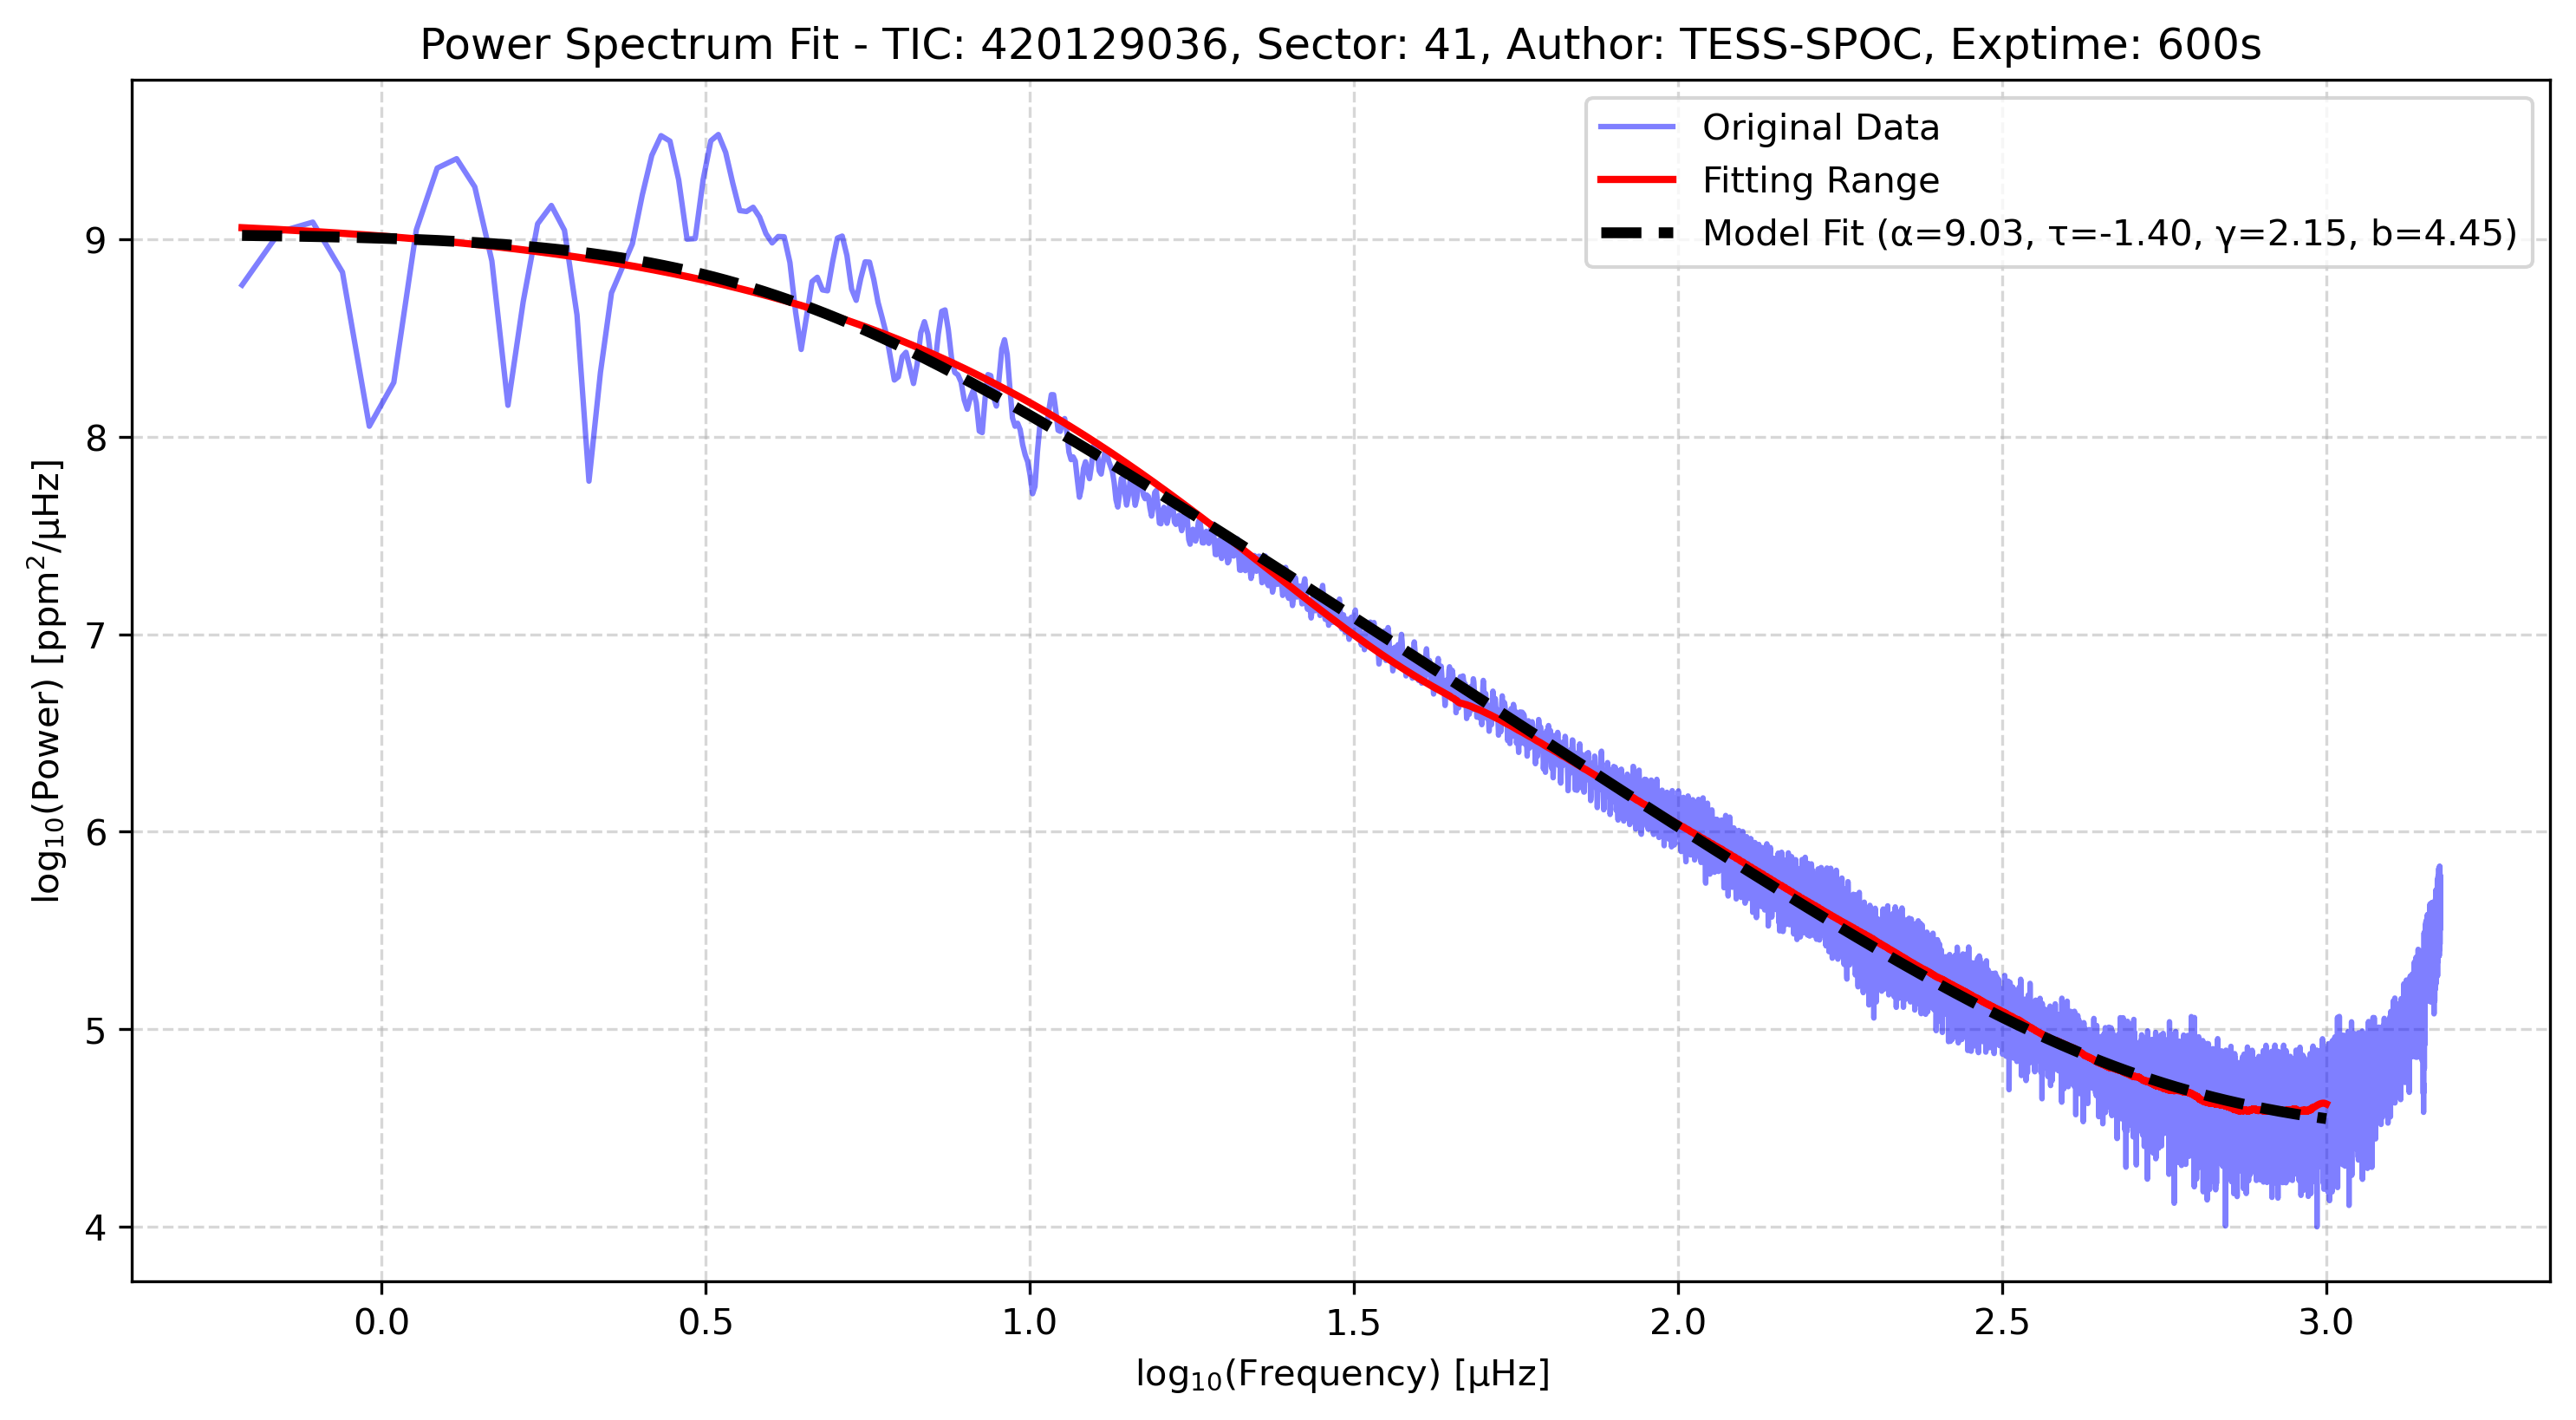 Power Spectrum Fit - TIC: 420129036, Sector: 41, Author: TESS-SPOC, Exptime: 600s
Original Data
Fitting Range
Model Fit (α=9.03, τ=-1.40, γ=2.15, b=4.45)
log₁₀(Power) [ppm²/μHz]
9
8
7
6
5
4
0.0 0.5 1.0 1.5 2.0 2.5 3.0
log₁₀(Frequency) [μHz]